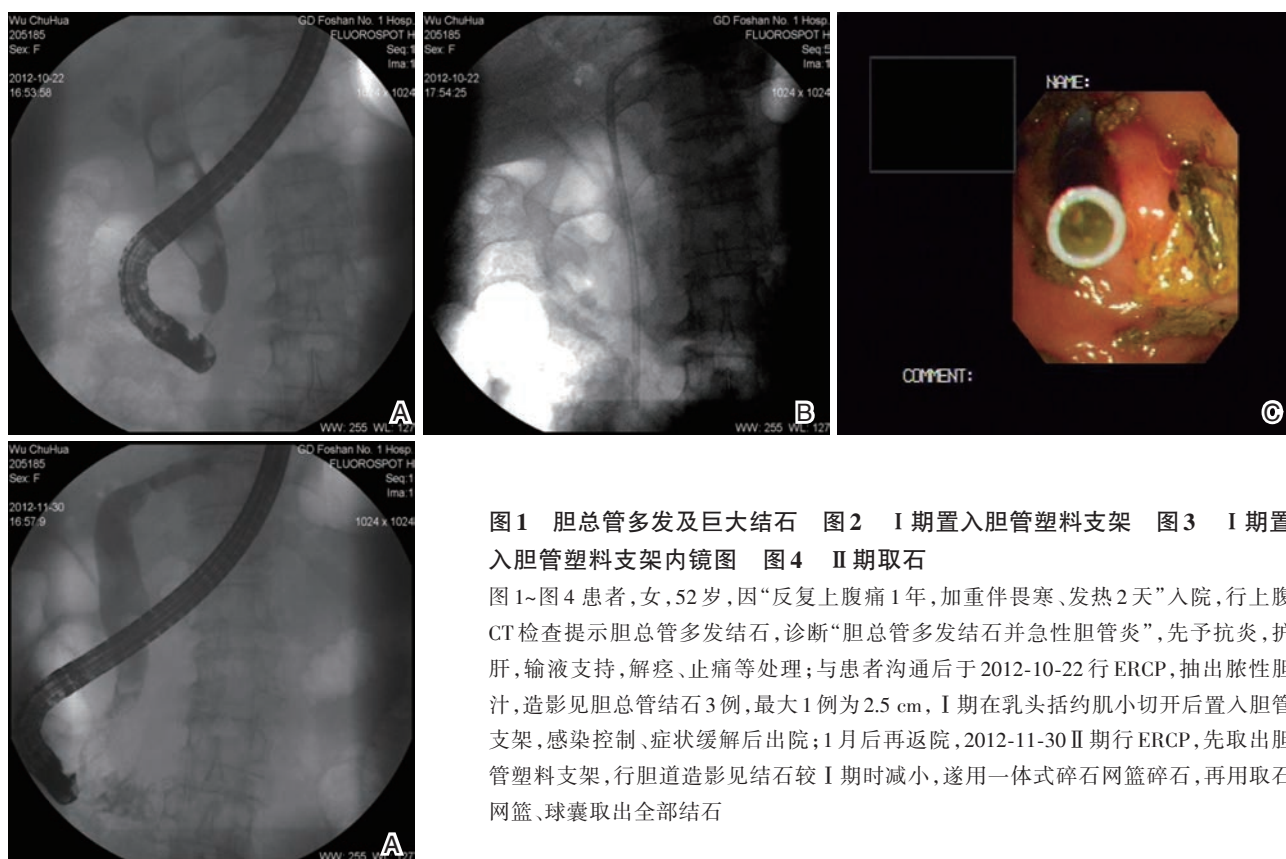 Wu ChuHua
205185
Sex: F
2012-10-22
16:53:58
GD Foshan No. 1 Hosp.
FLUOROSPOT H
Seq:1
Ima:1
1024 x 1024
A
WW: 255 WL: 127
Wu ChuHua
205185
Sex: F
2012-10-22
17:54:25
GD Foshan No. 1 Hosp.
FLUOROSPOT H
Seq:5
Ima:1
1024 x 1024
B
WW: 255 WL: 127
NAME:
COMMENT:
C
Wu ChuHua
205185
Sex: F
2012-11-30
16:57:9
GD Foshan No. 1 Hosp.
FLUOROSPOT H
Seq:1
Ima:1
1024 x 1024
A
WW: 255 WL: 127
图1 胆总管多发及巨大结石 图2 Ⅰ期置入胆管塑料支架 图3 Ⅰ期置
入胆管塑料支架内镜图 图4 Ⅱ期取石
图1~图4 患者,女,52岁,因“反复上腹痛1年,加重伴畏寒、发热2天”入院,行上腹
CT检查提示胆总管多发结石,诊断“胆总管多发结石并急性胆管炎”,先予抗炎,护
肝,输液支持,解痉、止痛等处理;与患者沟通后于2012-10-22行ERCP,抽出脓性胆
汁,造影见胆总管结石3例,最大1例为2.5 cm,Ⅰ期在乳头括约肌小切开后置入胆管
支架,感染控制、症状缓解后出院;1月后再返院,2012-11-30Ⅱ期行ERCP,先取出胆
管塑料支架,行胆道造影见结石较Ⅰ期时减小,遂用一体式碎石网篮碎石,再用取石
网篮、球囊取出全部结石